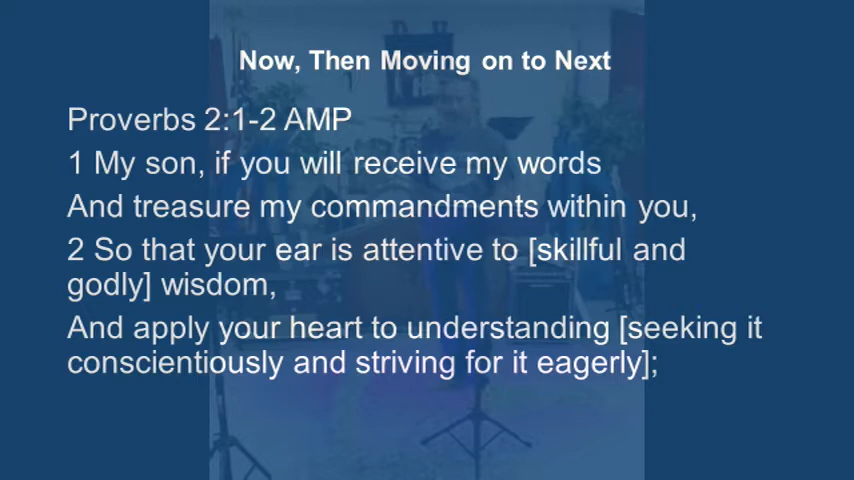 Now, Then Moving on to Next
Proverbs 2:1-2 AMP
1 My son, if you will receive my words
And treasure my commandments within you,
2 So that your ear is attentive to [skillful and
godly] wisdom,
And apply your heart to understanding [seeking it
conscientiously and striving for it eagerly];